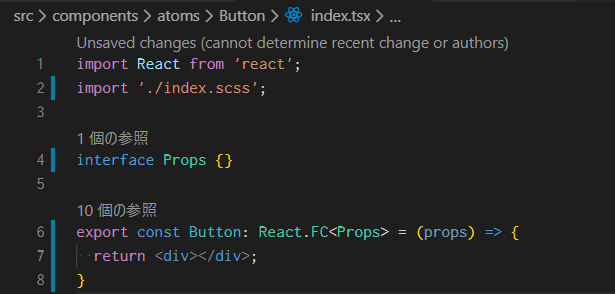 src > components > atoms > Button > index.tsx > ...
Unsaved changes (cannot determine recent change or authors)
1 import React from 'react';
2 import './index.scss';
3
1 個の参照
4 interface Props {}
5
10 個の参照
6 export const Button: React.FC<Props> = (props) => {
7 return <div></div>;
8 }